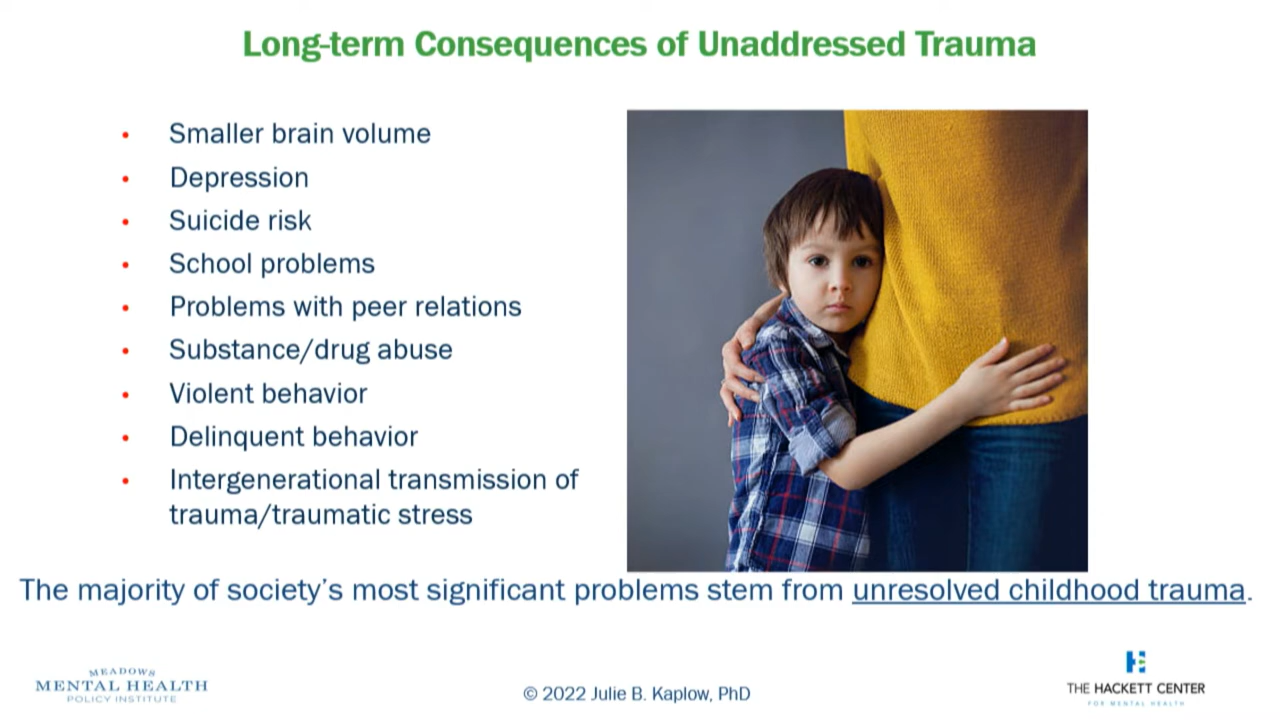 Long-term Consequences of Unaddressed Trauma
• Smaller brain volume
• Depression
• Suicide risk
• School problems
• Problems with peer relations
• Substance/drug abuse
• Violent behavior
• Delinquent behavior
• Intergenerational transmission of
trauma/traumatic stress
The majority of society’s most significant problems stem from unresolved childhood trauma.
MEADOWS
MENTAL HEALTH
POLICY INSTITUTE
© 2022 Julie B. Kaplow, PhD
THE HACKETT CENTER
FOR MENTAL HEALTH